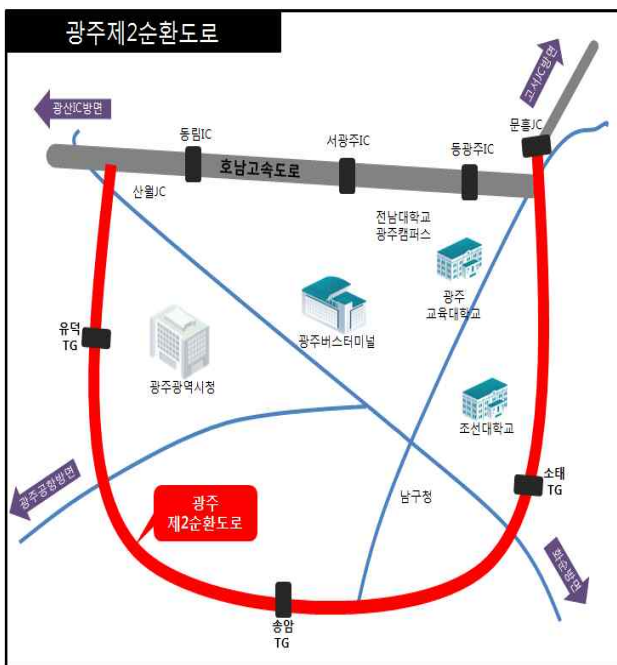 광주제2순환도로
고서JC방면
광산IC방면
문흥JC
동림IC
서광주IC
동광주IC
호남고속도로
산월JC
전남대학교
광주캠퍼스
광주
교육대학교
유덕
TG
광주버스터미널
광주광역시청
조선대학교
소태
TG
광주공항방면
광주
제2순환도로
남구청
화순방면
송암
TG